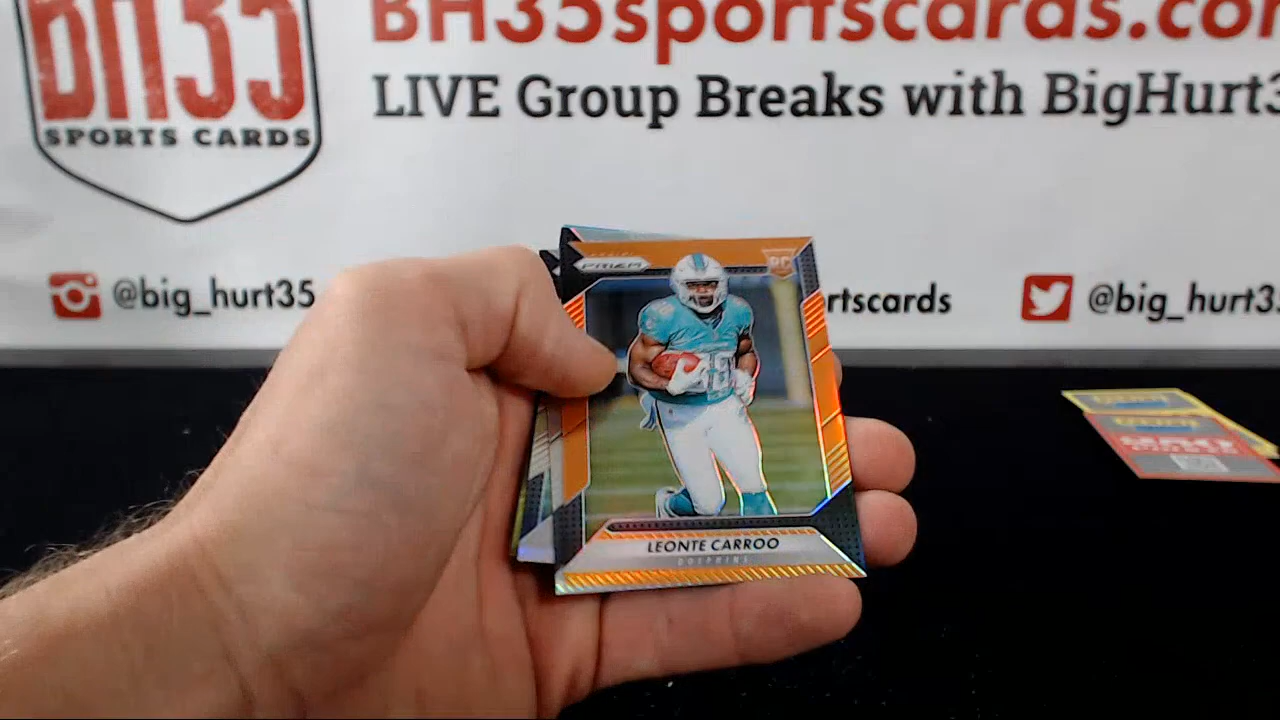 BH35
SPORTS CARDS
BH35sportscards.com
LIVE Group Breaks with BigHurt3
@big_hurt35
rtscards
@big_hurt3
PRIZM
RC
LEONTE CARROO
DOLPHINS